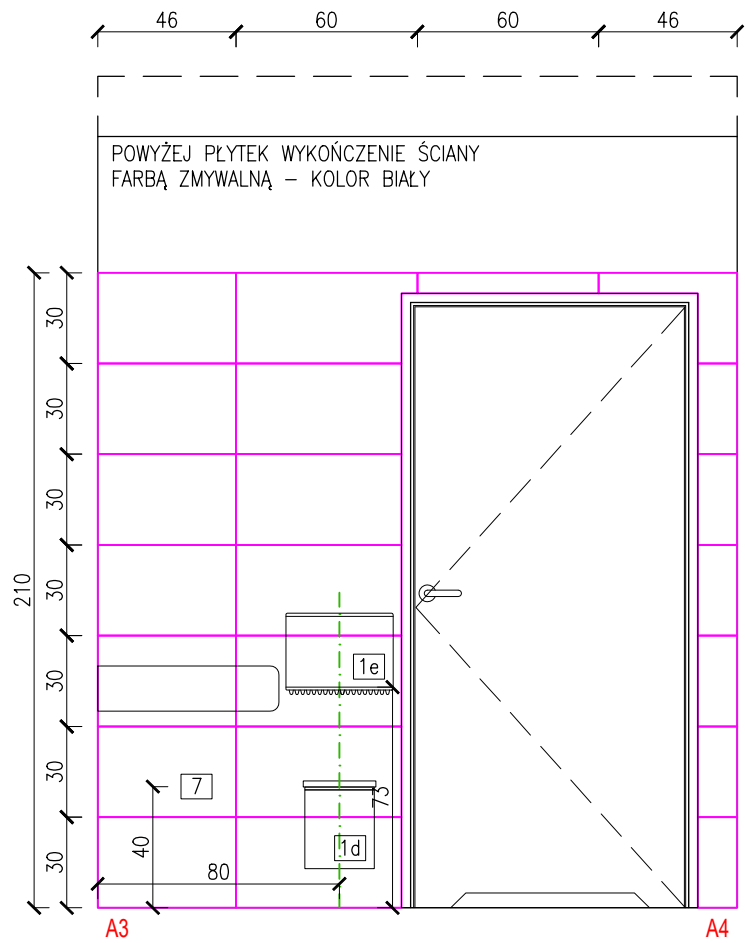 46 60 60 46
POWYŻEJ PŁYTEK WYKOŃCZENIE ŚCIANY
FARBĄ ZMYWALNĄ – KOLOR BIAŁY
30
30
30
210
30
30
1e
30
7
73
30
40
1d
80
A3 A4